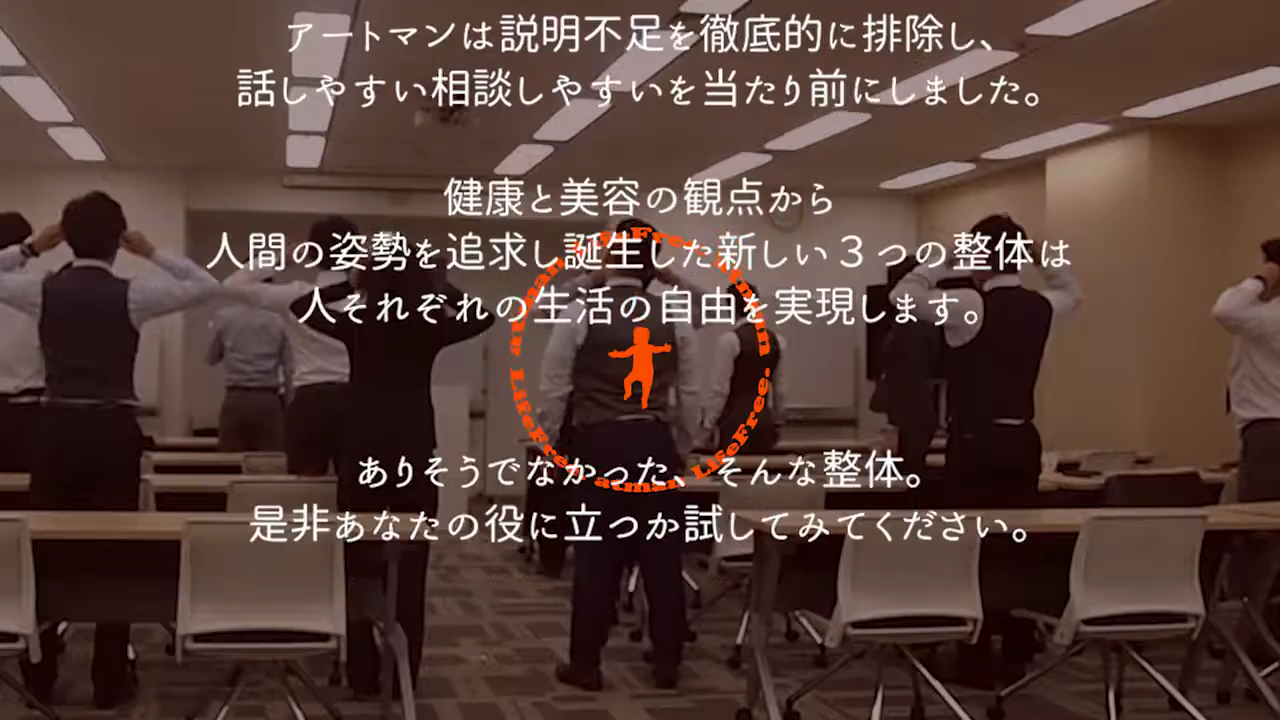 アートマンは説明不足を徹底的に排除し、
話しやすい相談しやすいを当たり前にしました。
健康と美容の観点から
人間の姿勢を追求し誕生した新しい３つの整体は
人それぞれの生活の自由を実現します。
atman LifeFree. atman LifeFree. atman LifeFree.
ありそうでなかった、そんな整体。
是非あなたの役に立つか試してみてください。